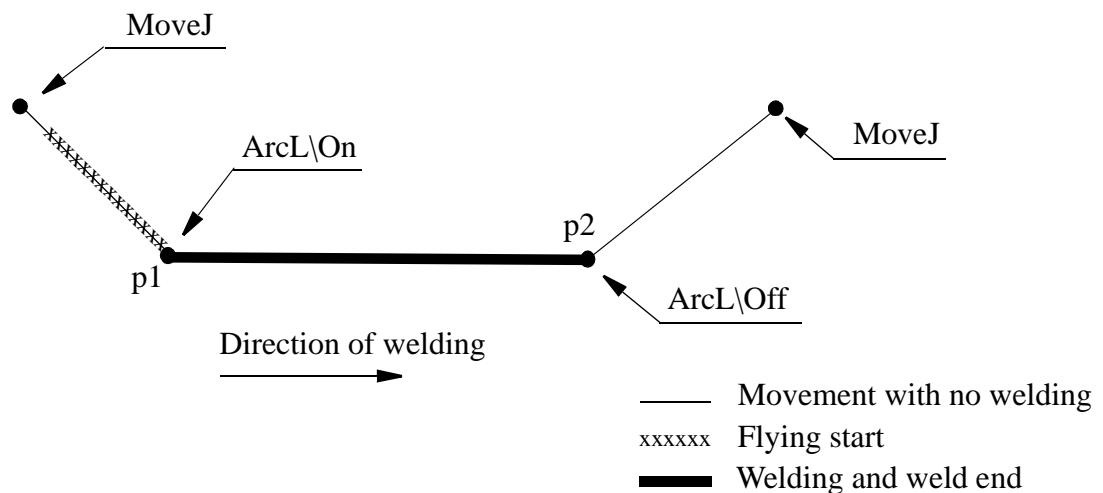 MoveJ
MoveJ
ArcL\On
p2
p1
ArcL\Off
Direction of welding
Movement with no welding
xxxxxx Flying start
Welding and weld end